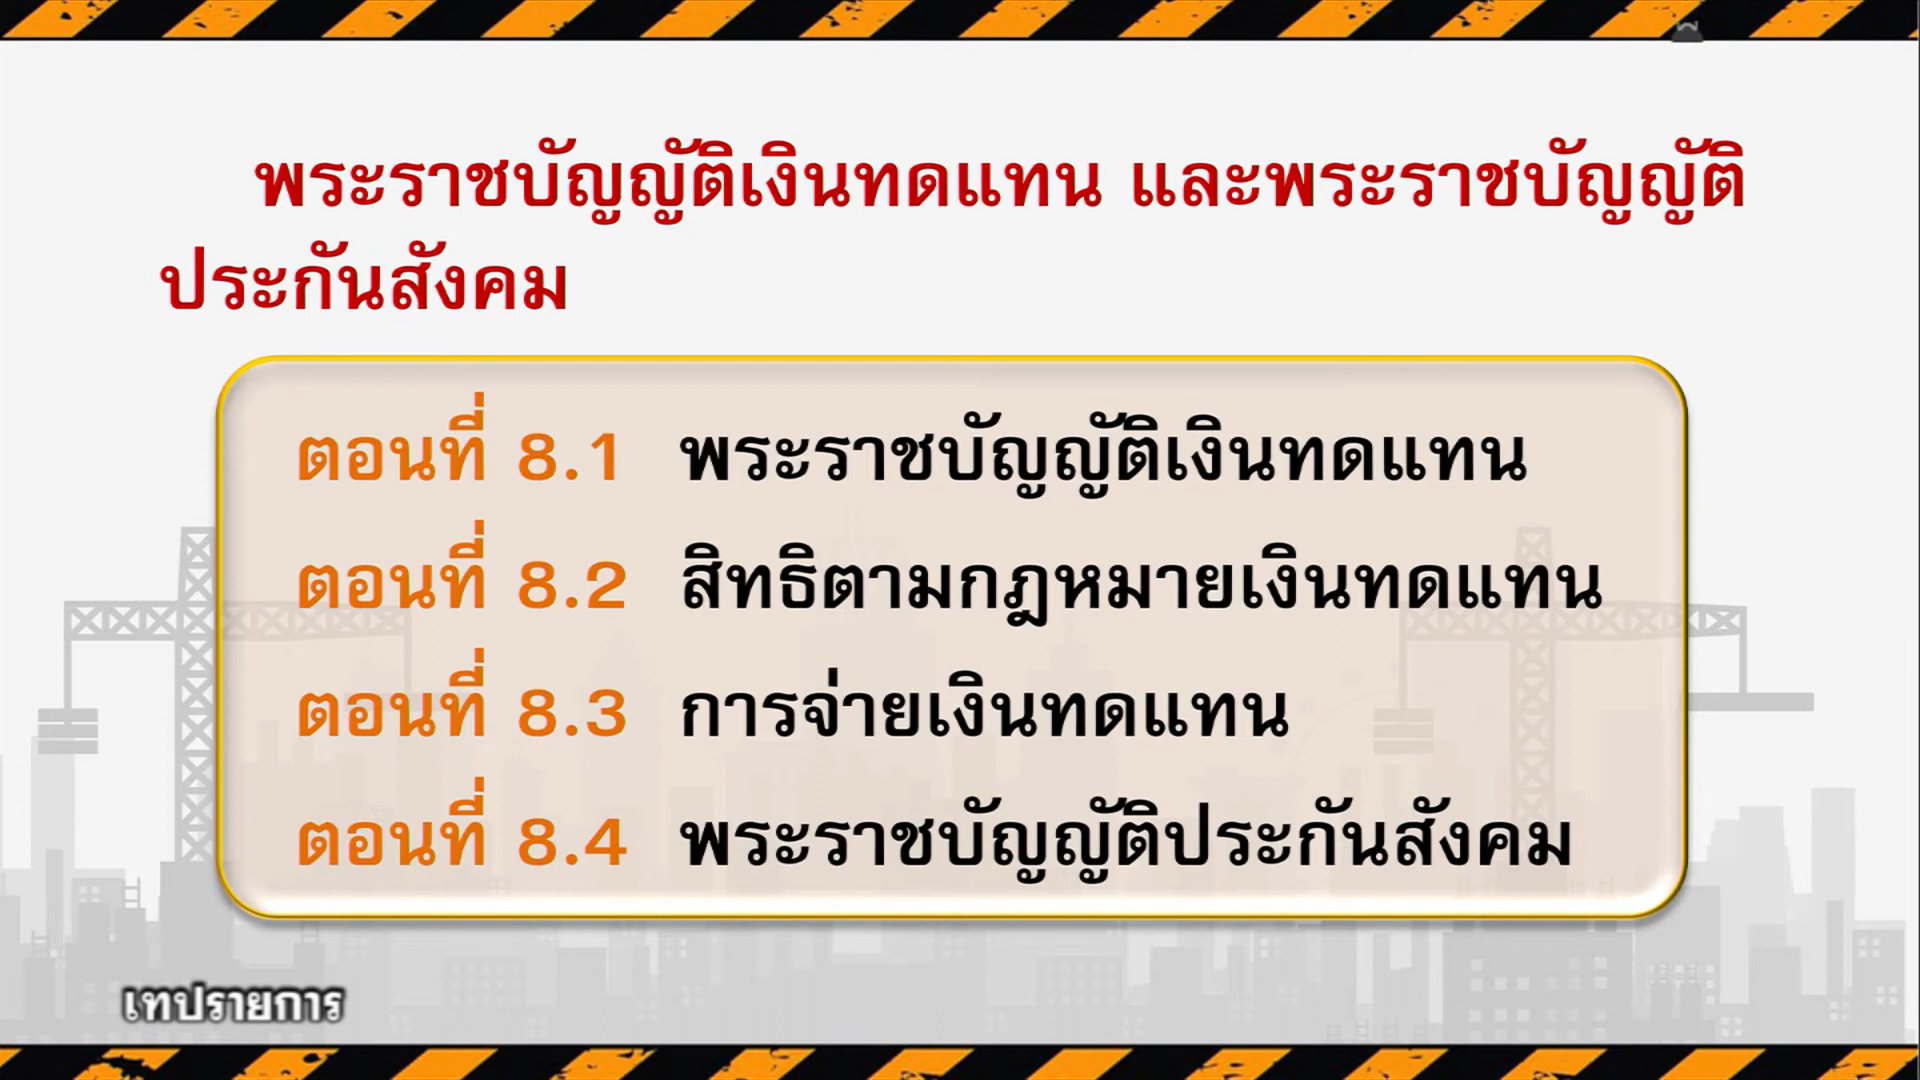 พระราชบัญญัติเงินทดแทน และพระราชบัญญัติ
ประกันสังคม
ตอนที่ 8.1 พระราชบัญญัติเงินทดแทน
ตอนที่ 8.2 สิทธิตามกฎหมายเงินทดแทน
ตอนที่ 8.3 การจ่ายเงินทดแทน
ตอนที่ 8.4 พระราชบัญญัติประกันสังคม
เทปรายการ